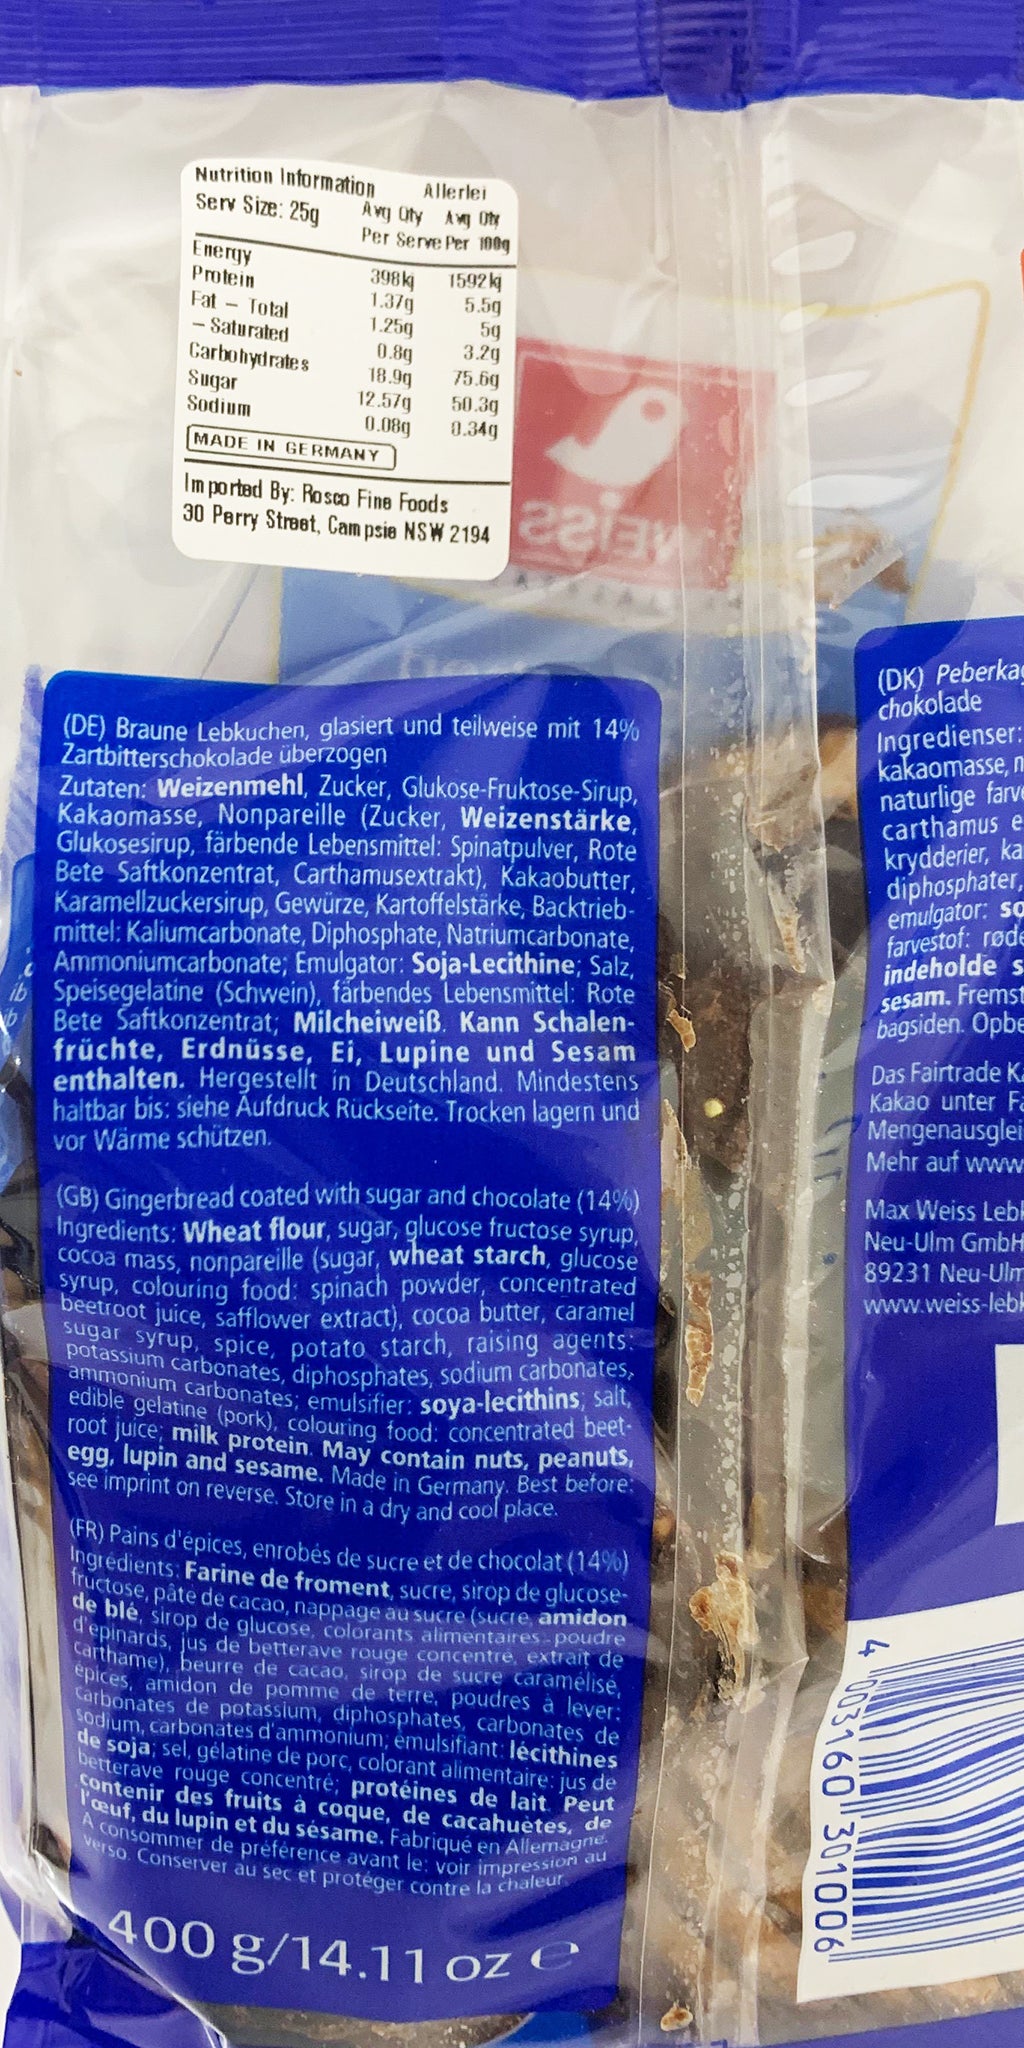 Nutrition Information Allerlei
Serv Size: 25g Avg Qty Avg Qty
Per Serve Per 100g
Energy 398kj 1592kj
Protein 1.37g 5.5g
Fat – Total 1.25g 5g
– Saturated 0.8g 3.2g
Carbohydrates 18.9g 75.6g
Sugar 12.57g 50.3g
Sodium 0.08g 0.34g
MADE IN GERMANY
Imported By: Rosco Fine Foods
30 Perry Street, Campsie NSW 2194
weiss
(DE) Braune Lebkuchen, glasiert und teilweise mit 14%
Zartbitterschokolade überzogen
Zutaten: Weizenmehl, Zucker, Glukose-Fruktose-Sirup,
Kakaomasse, Nonpareille (Zucker, Weizenstärke,
Glukosesirup, färbende Lebensmittel: Spinatpulver, Rote
Bete Saftkonzentrat, Carthamusextrakt), Kakaobutter,
Karamellzuckersirup, Gewürze, Kartoffelstärke, Backtrieb-
mittel: Kaliumcarbonate, Diphosphate, Natriumcarbonate,
Ammoniumcarbonate; Emulgator: Soja-Lecithine; Salz,
Speisegelatine (Schwein), färbendes Lebensmittel: Rote
Bete Saftkonzentrat; Milcheiweiß. Kann Schalen-
früchte, Erdnüsse, Ei, Lupine und Sesam
enthalten. Hergestellt in Deutschland. Mindestens
haltbar bis: siehe Aufdruck Rückseite. Trocken lagern und
vor Wärme schützen.
(GB) Gingerbread coated with sugar and chocolate (14%)
Ingredients: Wheat flour, sugar, glucose fructose syrup,
cocoa mass, nonpareille (sugar, wheat starch, glucose
syrup, colouring food: spinach powder, concentrated
beetroot juice, safflower extract), cocoa butter, caramel
sugar syrup, spice, potato starch, raising agents:
potassium carbonates, diphosphates, sodium carbonates,
ammonium carbonates; emulsifier: soya-lecithins; salt,
edible gelatine (pork), colouring food: concentrated beet-
root juice; milk protein. May contain nuts, peanuts,
egg, lupin and sesame. Made in Germany. Best before:
see imprint on reverse. Store in a dry and cool place.
(FR) Pains d'épices, enrobés de sucre et de chocolat (14%)
Ingrédients: Farine de froment, sucre, sirop de glucose-
fructose, pâte de cacao, nappage au sucre (sucre, amidon
de blé, sirop de glucose, colorants alimentaires: poudre
d'épinards, jus de betterave rouge concentré, extrait de
carthame), beurre de cacao, sirop de sucre caramélisé,
épices, amidon de pomme de terre, poudres à lever:
carbonates de potassium, diphosphates, carbonates de
sodium, carbonates d'ammonium; émulsifiant: lécithines
de soja; sel, gélatine de porc, colorant alimentaire: jus de
betterave rouge concentré; protéines de lait. Peut
contenir des fruits à coque, de cacahuètes, de
l'œuf, du lupin et du sésame. Fabriqué en Allemagne.
A consommer de préférence avant le: voir impression au
verso. Conserver au sec et protéger contre la chaleur.
400 g/14.11 oz e
(DK)
chokolade
Ingredienser:
kakaomasse,
naturlige
carthamus
krydderier,
diphosphater,
emulgator:
farvestof:
indeholde
sesam.
bagsiden.
Das Fairtrade
Kakao unter
Mehr auf
Max Weiss
Neu-Ulm GmbH
89231 Neu-Ulm
4 003160 301006